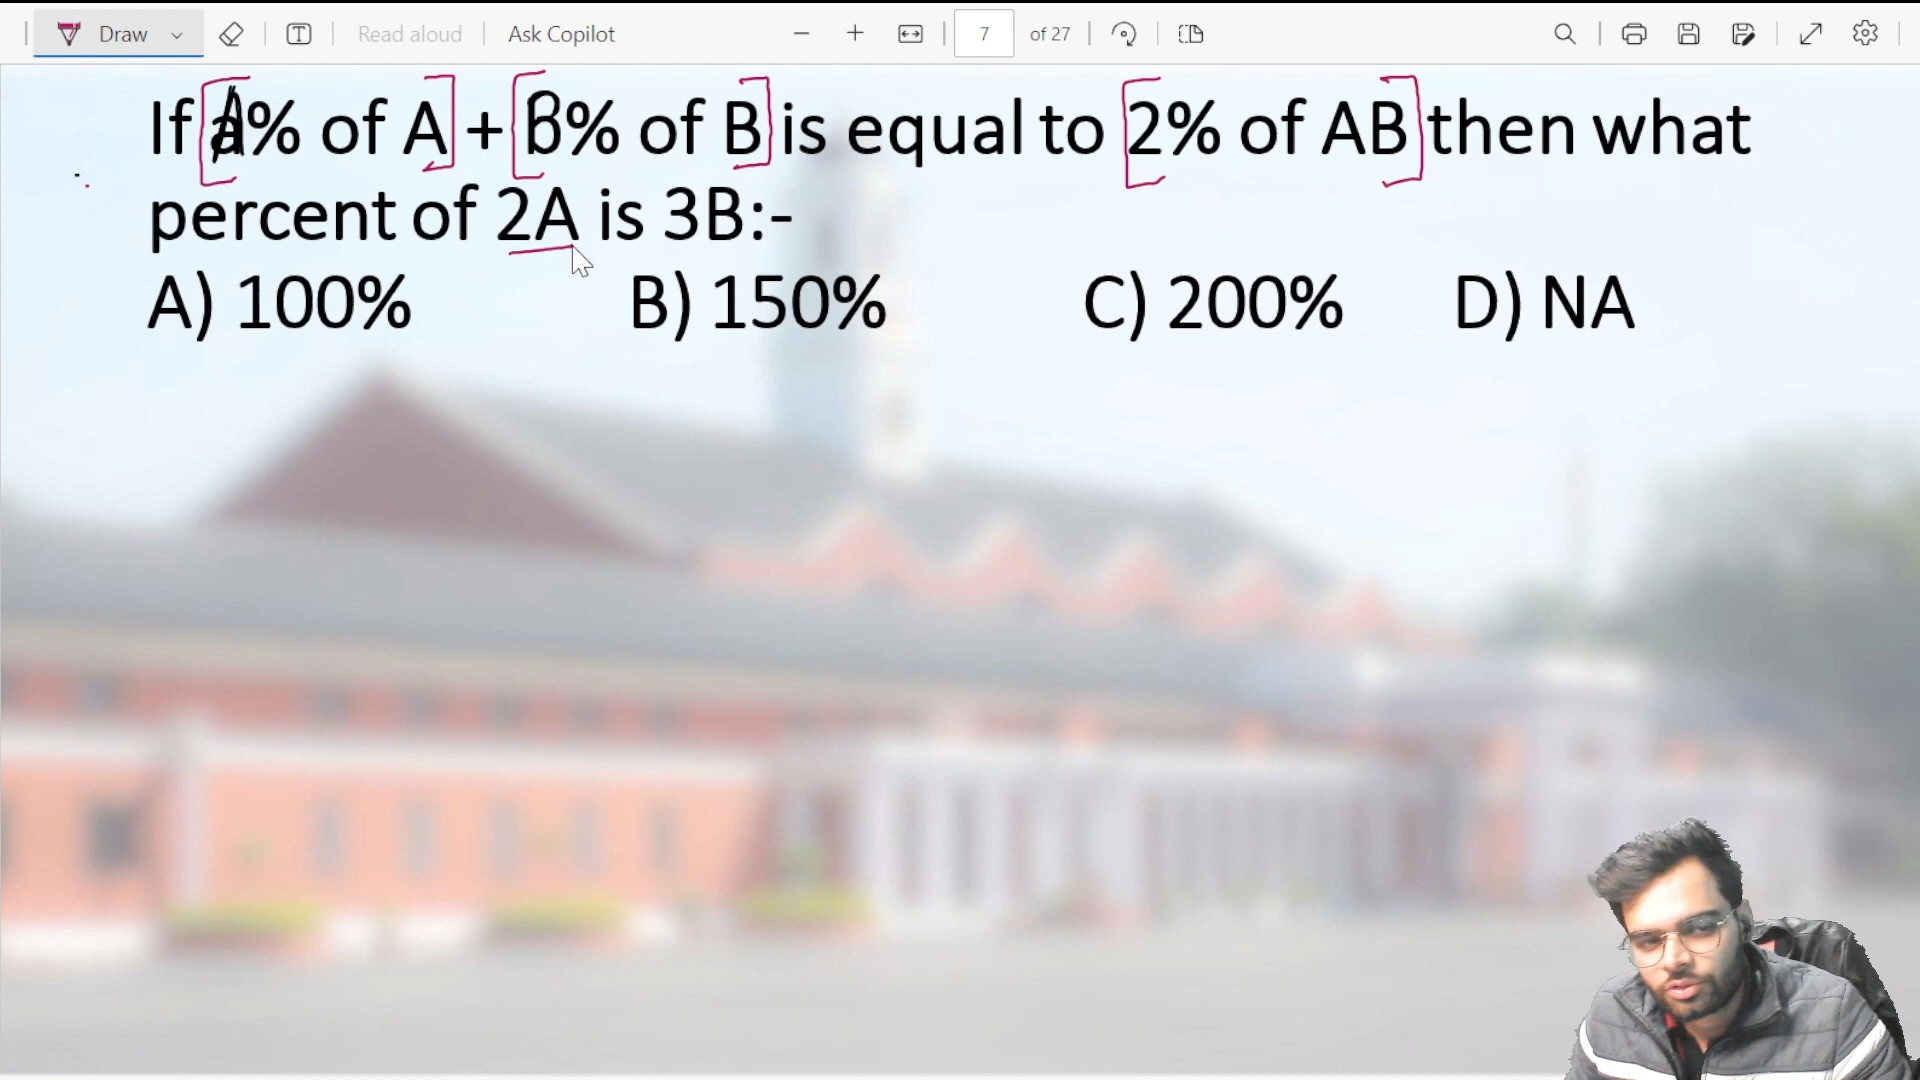 Draw Read aloud Ask Copilot 7 of 27
If A% of A + B% of B is equal to 2% of AB then what
percent of 2A is 3B:-
A) 100% B) 150% C) 200% D) NA